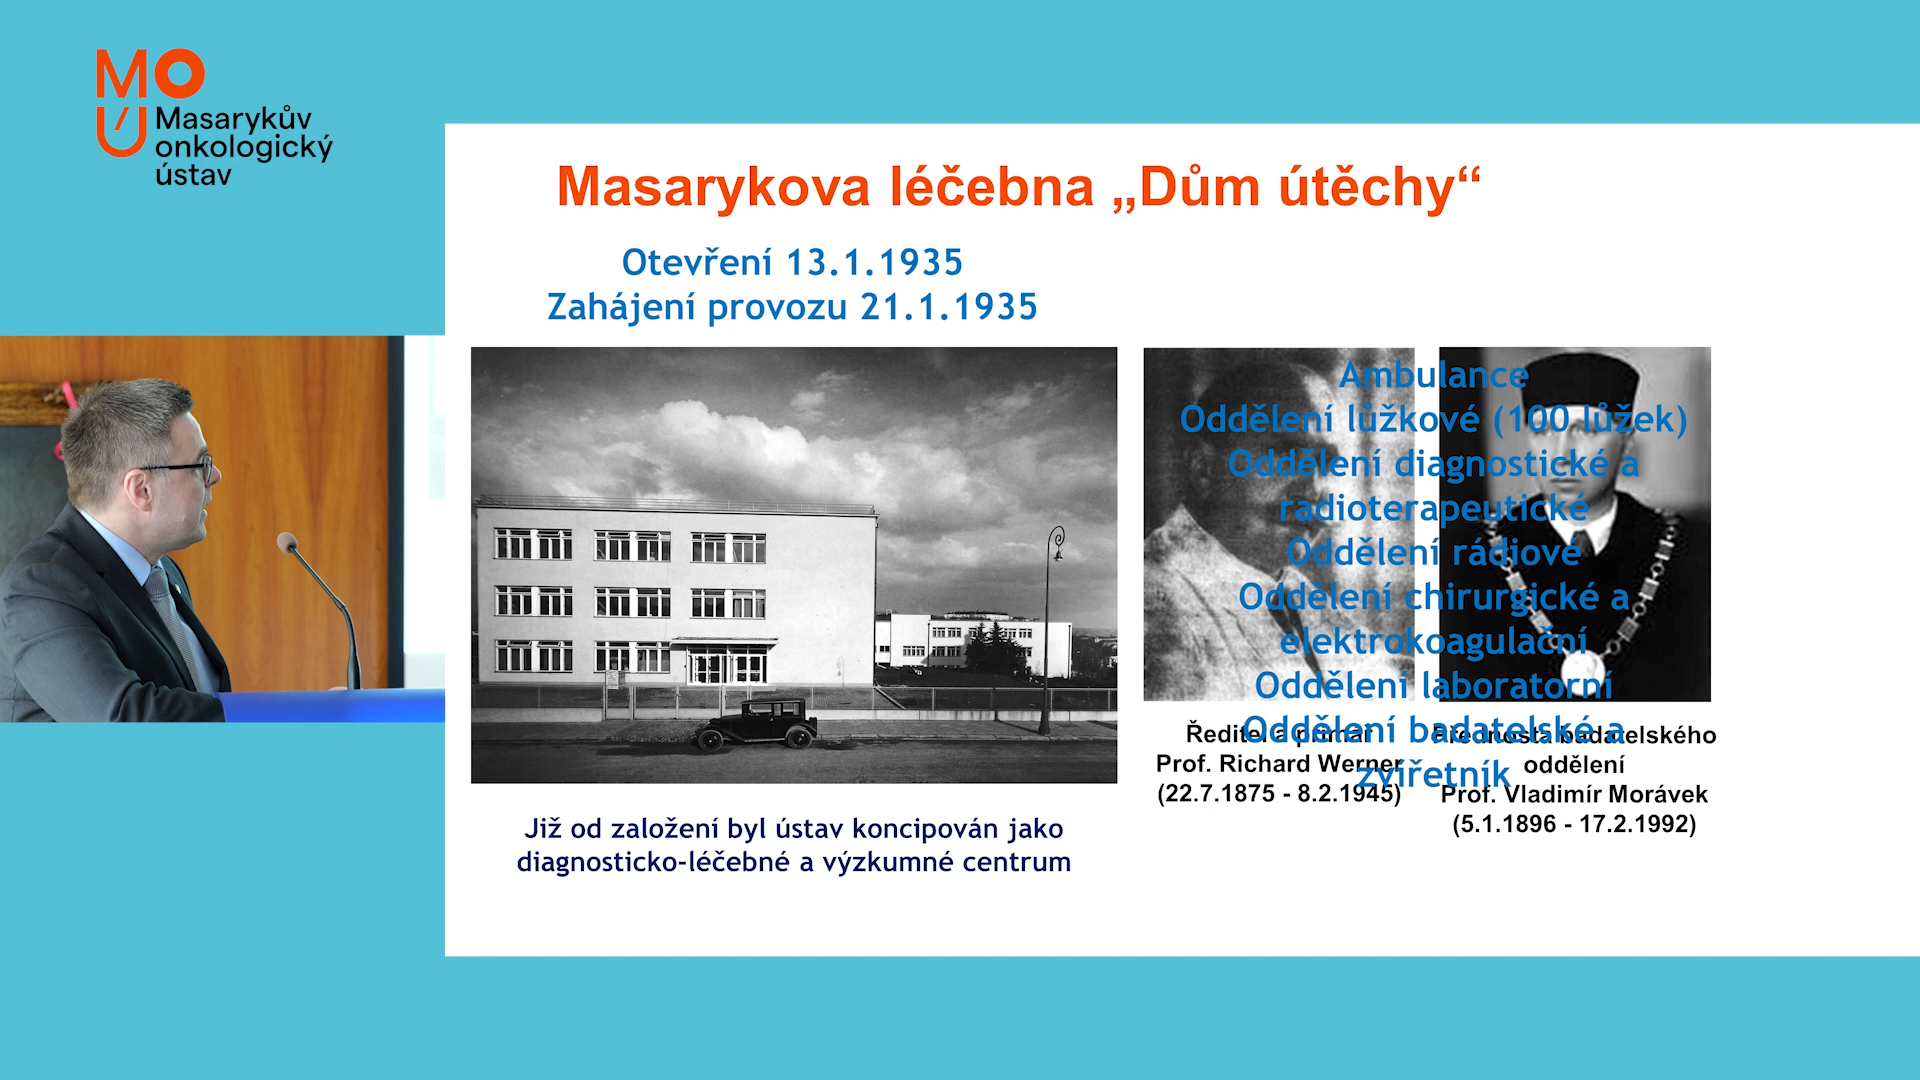 MOÚ
Masarykův
onkologický
ústav
Masarykova léčebna „Dům útěchy“
Otevření 13.1.1935
Zahájení provozu 21.1.1935
Ambulance
Oddělení lůžkové (100 lůžek)
Oddělení diagnostické a
radioterapeutické
Oddělení rádiové
Oddělení chirurgické a
elektrokoagulační
Oddělení laboratorní
Oddělení badatelské a
zvířetník
Ředitel a primář
Prof. Richard Werner
(22.7.1875 - 8.2.1945)
Přednosta badatelského
oddělení
Prof. Vladimír Morávek
(5.1.1896 - 17.2.1992)
Již od založení byl ústav koncipován jako
diagnosticko-léčebné a výzkumné centrum